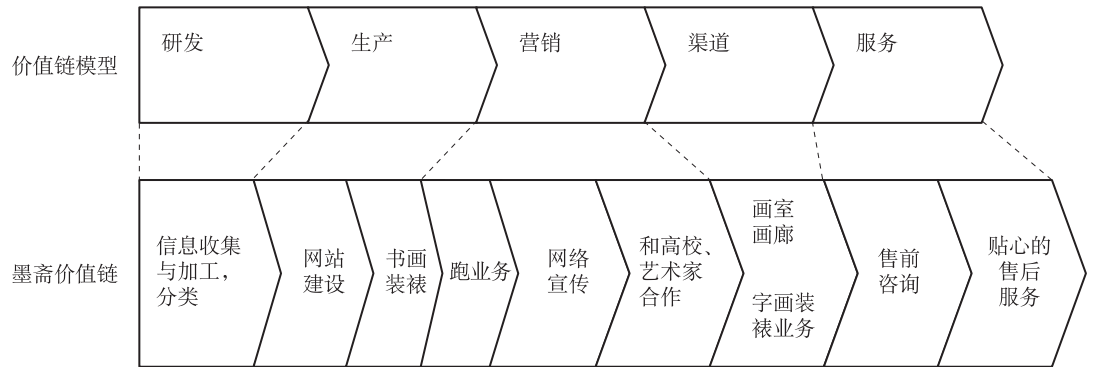 价值链模型
研发
生产
营销
渠道
服务
墨斋价值链
信息收集
与加工，
分类
网站
建设
书画
装裱
跑业务
网络
宣传
和高校、
艺术家
合作
画室
画廊
字画装
裱业务
售前
咨询
贴心的
售后
服务